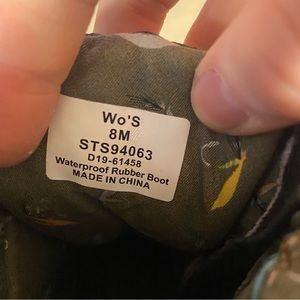 Wo'S
8M
STS94063
D19-61458
Waterproof Rubber Boot
MADE IN CHINA